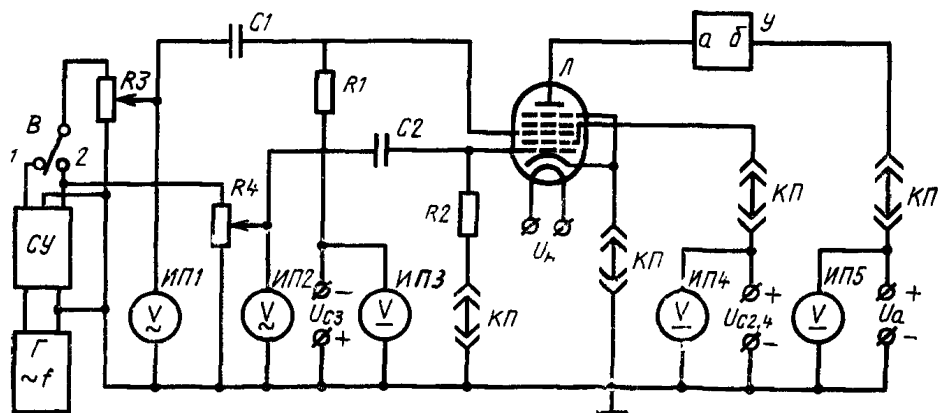 C1
У
а б
R3
R1
Л
В
C2
1
2
R4
R2
КП
КП
СУ
Uн
КП
ИП1
ИП2
ИП3
ИП4
ИП5
V
~
V
~
−
Uс3
+
V
−
КП
V
−
+
Uс2,4
−
V
−
+
Uа
−
Г
~f